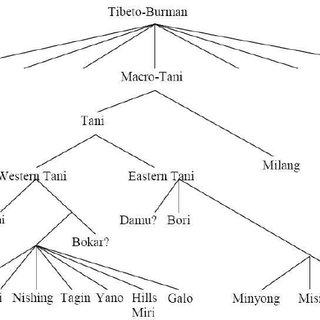 Tibeto-Burman
Macro-Tani
Tani
Milang
Western Tani Eastern Tani
Damu? Bori
Bokar?
Nishing Tagin Yano Hills Miri Galo Minyong